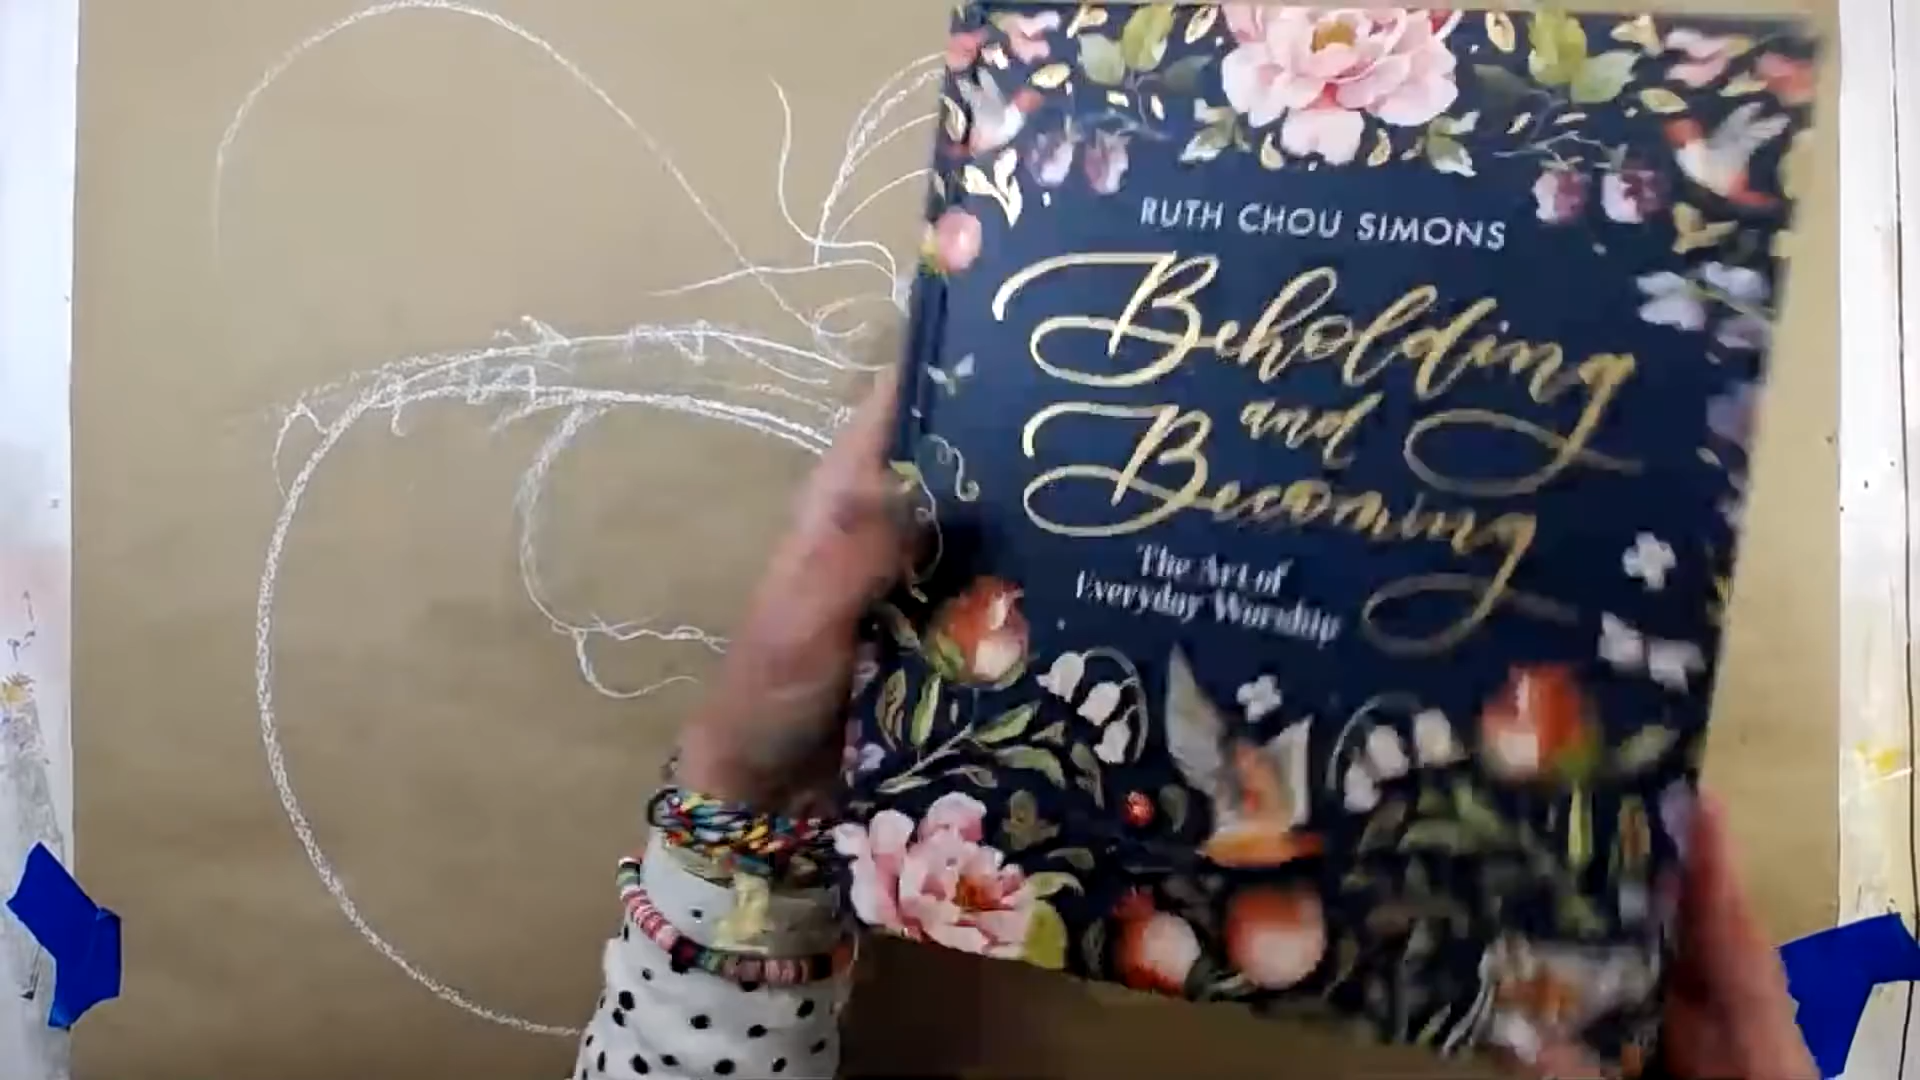 RUTH CHOU SIMONS
Beholding
and
Becoming
The Art of
Everyday Worship